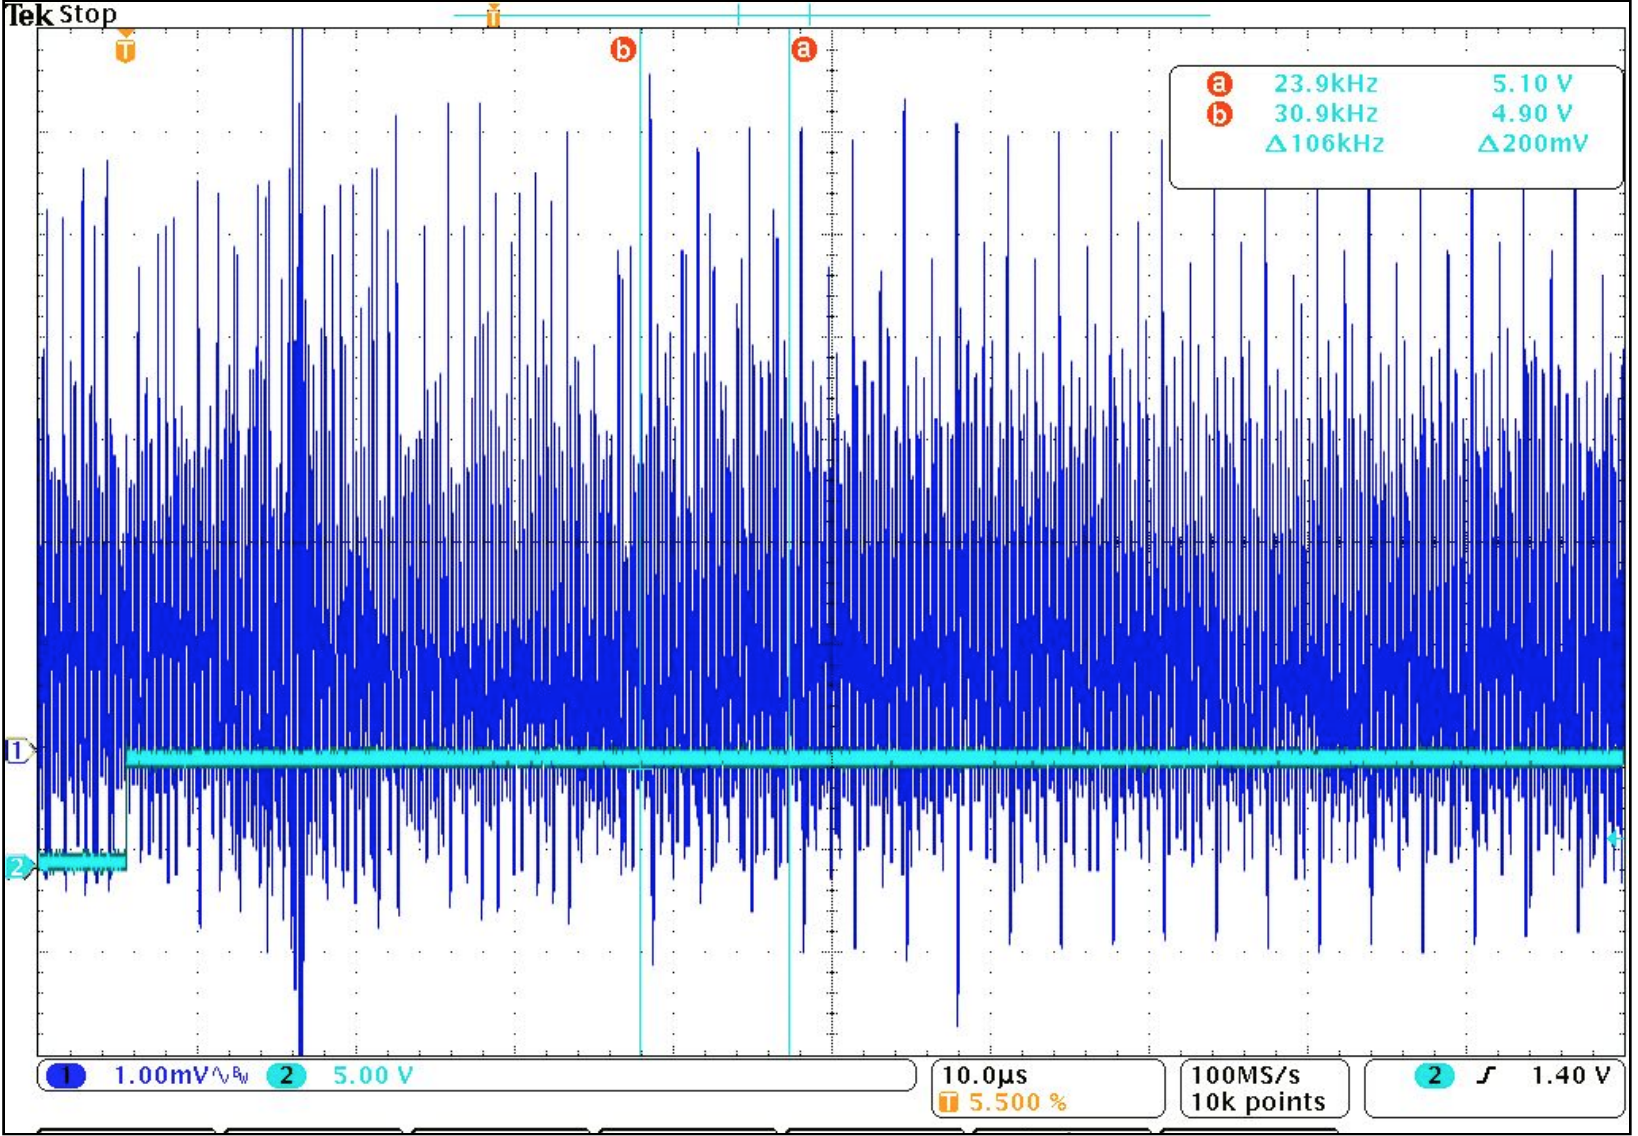 Tek Stop
T
T
b a
a 23.9kHz 5.10 V
b 30.9kHz 4.90 V
Δ106kHz Δ200mV
1
2
1 1.00mV∿BW 2 5.00 V
10.0µs
T 5.500 %
100MS/s
10k points
2 ʃ 1.40 V